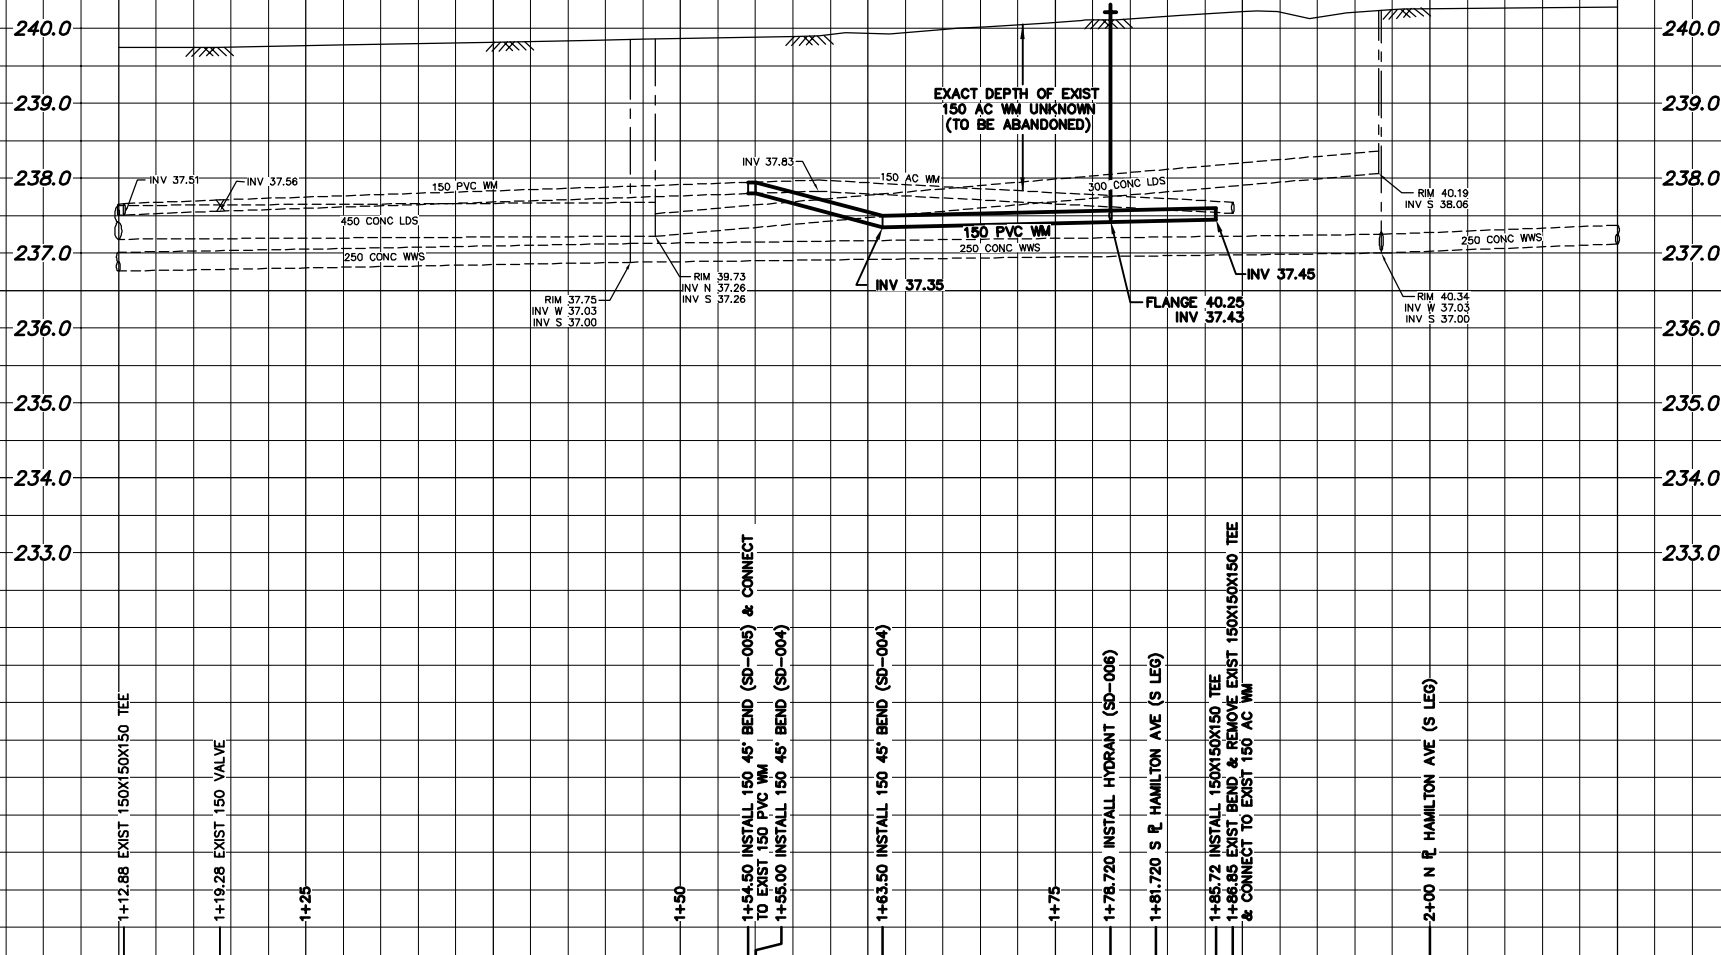 240.0
240.0
239.0
239.0
238.0
238.0
237.0
237.0
236.0
236.0
235.0
235.0
234.0
234.0
233.0
233.0
EXACT DEPTH OF EXIST
150 AC WM UNKNOWN
(TO BE ABANDONED)
INV 37.51
INV 37.56
150 PVC WM
INV 37.83
150 AC WM
300 CONC LDS
RIM 40.19
INV S 38.06
450 CONC LDS
150 PVC WM
250 CONC WWS
250 CONC WWS
250 CONC WWS
RIM 37.75
INV W 37.03
INV S 37.00
RIM 39.73
INV N 37.26
INV S 37.26
INV 37.35
FLANGE 40.25
INV 37.43
INV 37.45
RIM 40.34
INV W 37.03
INV S 37.00
1+12.88 EXIST 150X150X150 TEE
1+19.28 EXIST 150 VALVE
1+25
1+50
1+54.50 INSTALL 150 45° BEND (SD-005) & CONNECT
TO EXIST 150 PVC WM
1+55.00 INSTALL 150 45° BEND (SD-004)
1+63.50 INSTALL 150 45° BEND (SD-004)
1+75
1+78.720 INSTALL HYDRANT (SD-006)
1+81.720 S PL HAMILTON AVE (S LEG)
1+85.72 INSTALL 150X150X150 TEE
1+86.85 EXIST BEND & REMOVE EXIST 150X150X150 TEE
& CONNECT TO EXIST 150 AC WM
2+00 N PL HAMILTON AVE (S LEG)